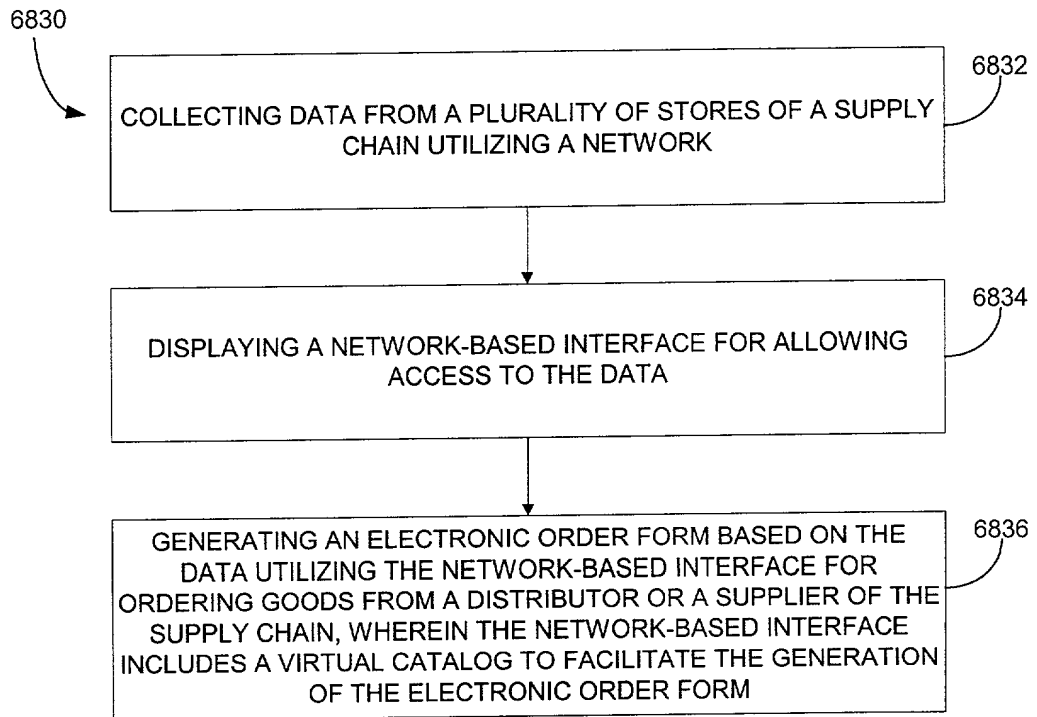 6830
6832
COLLECTING DATA FROM A PLURALITY OF STORES OF A SUPPLY
CHAIN UTILIZING A NETWORK
6834
DISPLAYING A NETWORK-BASED INTERFACE FOR ALLOWING
ACCESS TO THE DATA
6836
GENERATING AN ELECTRONIC ORDER FORM BASED ON THE
DATA UTILIZING THE NETWORK-BASED INTERFACE FOR
ORDERING GOODS FROM A DISTRIBUTOR OR A SUPPLIER OF THE
SUPPLY CHAIN, WHEREIN THE NETWORK-BASED INTERFACE
INCLUDES A VIRTUAL CATALOG TO FACILITATE THE GENERATION
OF THE ELECTRONIC ORDER FORM